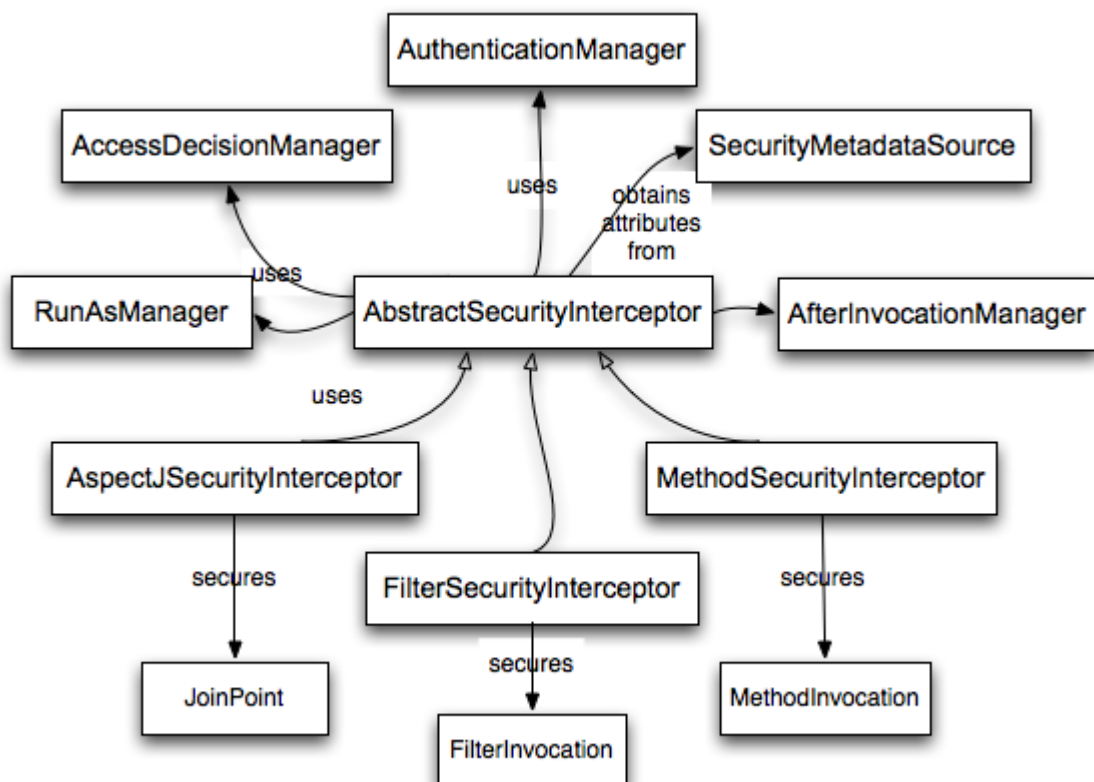 AuthenticationManager
AccessDecisionManager
SecurityMetadataSource
uses
obtains
attributes
from
uses
RunAsManager
AbstractSecurityInterceptor
AfterInvocationManager
uses
AspectJSecurityInterceptor
MethodSecurityInterceptor
secures
FilterSecurityInterceptor
secures
secures
JoinPoint
MethodInvocation
FilterInvocation